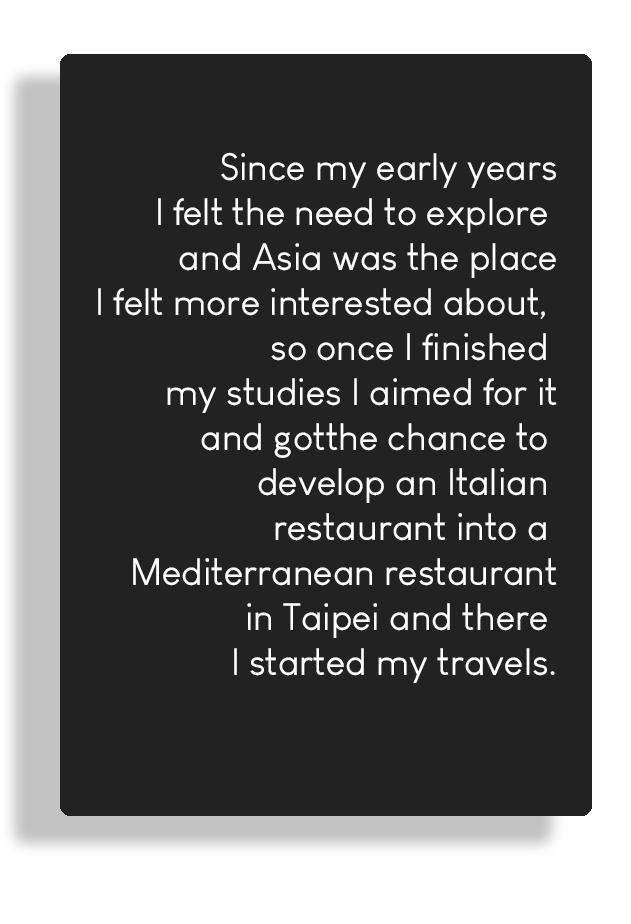 Since my early years
I felt the need to explore
and Asia was the place
I felt more interested about,
so once I finished
my studies I aimed for it
and gotthe chance to
develop an Italian
restaurant into a
Mediterranean restaurant
in Taipei and there
I started my travels.